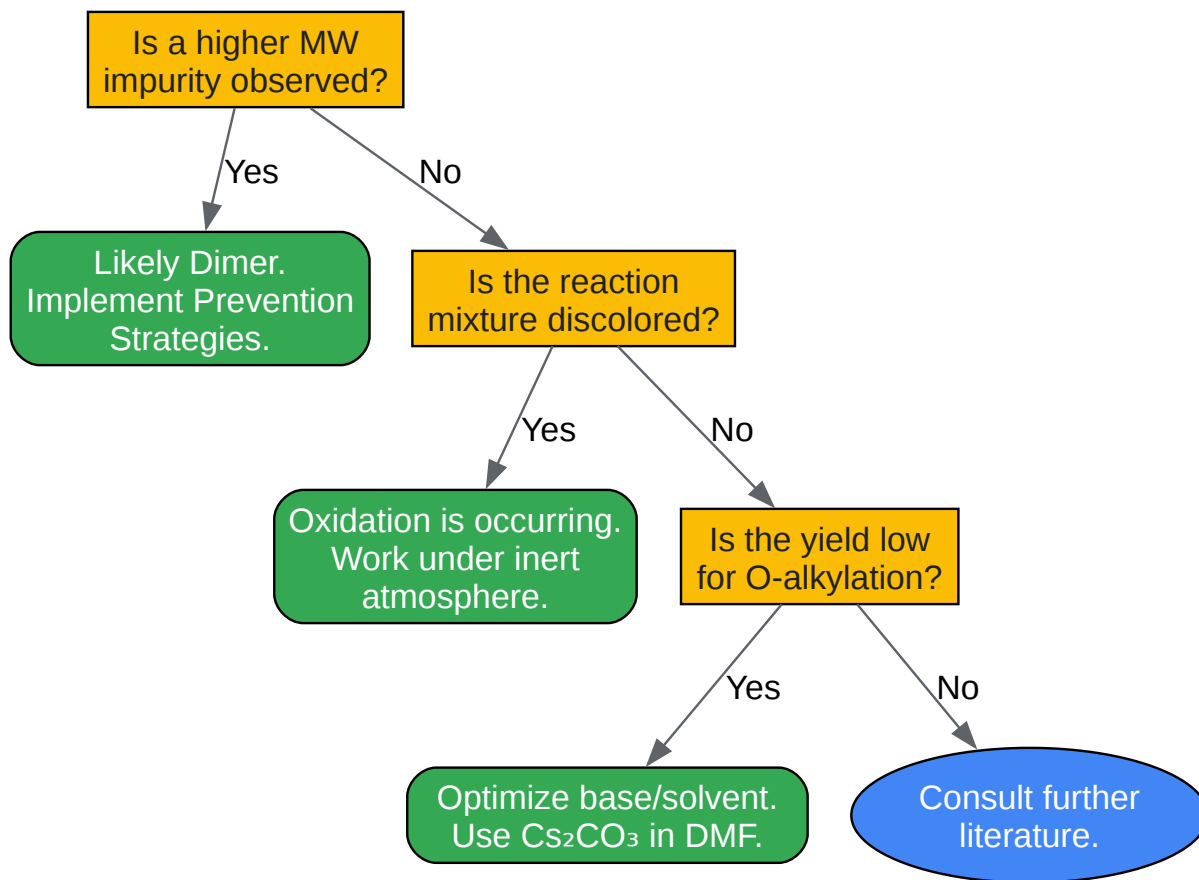 Is a higher MW
impurity observed?
Yes
No
Likely Dimer.
Implement Prevention
Strategies.
Is the reaction
mixture discolored?
Yes
No
Oxidation is occurring.
Work under inert
atmosphere.
Is the yield low
for O-alkylation?
Yes
No
Optimize base/solvent.
Use Cs₂CO₃ in DMF.
Consult further
literature.